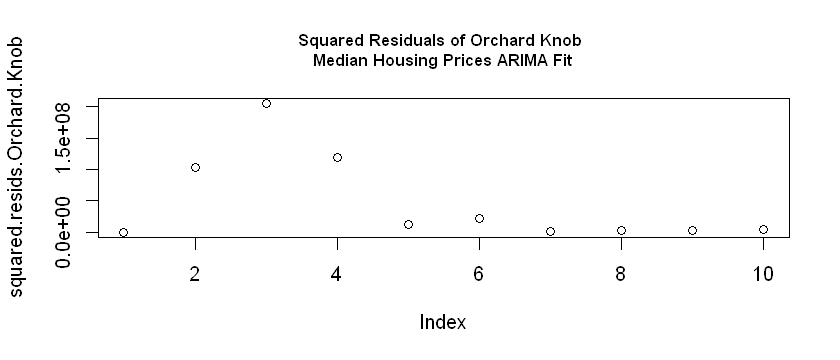 Squared Residuals of Orchard Knob
Median Housing Prices ARIMA Fit
squared.resids.Orchard.Knob
1.5e+08
0.0e+00
2 4 6 8 10
Index